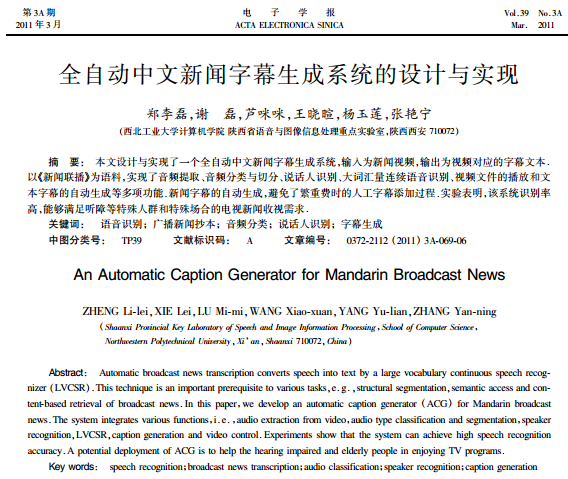 第3A期 电 子 学 报 Vol.39 No.3A
2011年3月 ACTA ELECTRONICA SINICA Mar. 2011
全自动中文新闻字幕生成系统的设计与实现
郑李磊,谢 磊,芦咪咪,王晓暄,杨玉莲,张艳宁
(西北工业大学计算机学院 陕西省语音与图像信息处理重点实验室,陕西西安 710072)
摘 要: 本文设计与实现了一个全自动中文新闻字幕生成系统,输入为新闻视频,输出为视频对应的字幕文本.
以《新闻联播》为语料,实现了音频提取、音频分类与切分、说话人识别、大词汇量连续语音识别、视频文件的播放和文
本字幕的自动生成等多项功能.新闻字幕的自动生成,避免了繁重费时的人工字幕添加过程.实验表明,该系统识别率
高,能够满足听障等特殊人群和特殊场合的电视新闻收视需求.
关键词: 语音识别; 广播新闻抄本; 音频分类; 说话人识别; 字幕生成
中图分类号: TP39 文献标识码: A 文章编号: 0372-2112 (2011) 3A-069-06
An Automatic Caption Generator for Mandarin Broadcast News
ZHENG Li-lei, XIE Lei, LU Mi-mi, WANG Xiao-xuan, YANG Yu-lian, ZHANG Yan-ning
(Shaanxi Provincial Key Laboratory of Speech and Image Information Processing, School of Computer Science,
Northwestern Polytechnical University, Xi'an, Shaanxi 710072, China)
Abstract: Automatic broadcast news transcription converts speech into text by a large vocabulary continuous speech recog-
nizer (LVCSR). This technique is an important prerequisite to various tasks, e.g., structural segmentation, semantic access and con-
tent-based retrieval of broadcast news. In this paper, we develop an automatic caption generator (ACG) for Mandarin broadcast
news. The system integrates various functions, i.e., audio extraction from video, audio type classification and segmentation, speaker
recognition, LVCSR, caption generation and video control. Experiments show that the system can achieve high speech recognition
accuracy. A potential deployment of ACG is to help the hearing impaired and elderly people in enjoying TV programs.
Key words: speech recognition; broadcast news transcription; audio classification; speaker recognition; caption generation